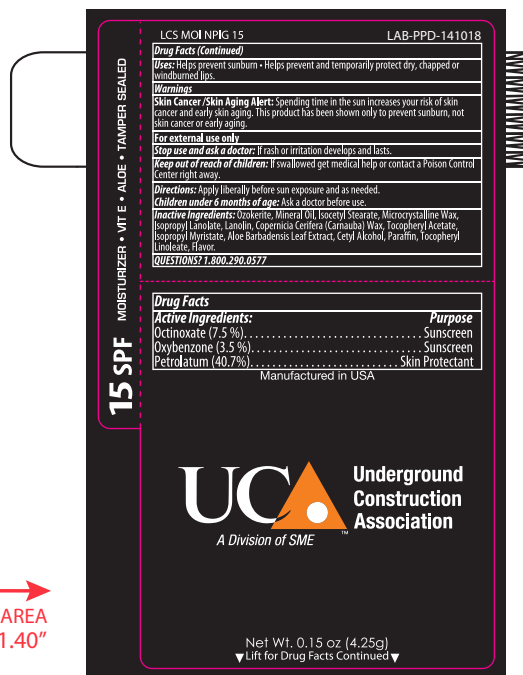 LCS MOI NPIG 15 LAB-PPD-141018
Drug Facts (Continued)
Uses: Helps prevent sunburn • Helps prevent and temporarily protect dry, chapped or
windburned lips.
Warnings
Skin Cancer /Skin Aging Alert: Spending time in the sun increases your risk of skin
cancer and early skin aging. This product has been shown only to prevent sunburn, not
skin cancer or early aging.
For external use only
Stop use and ask a doctor: If rash or irritation develops and lasts.
Keep out of reach of children: If swallowed get medical help or contact a Poison Control
Center right away.
Directions: Apply liberally before sun exposure and as needed.
Children under 6 months of age: Ask a doctor before use.
Inactive Ingredients: Ozokerite, Mineral Oil, Isocetyl Stearate, Microcrystalline Wax,
Isopropyl Lanolate, Lanolin, Copernicia Cerifera (Carnauba) Wax, Tocopheryl Acetate,
Isopropyl Myristate, Aloe Barbadensis Leaf Extract, Cetyl Alcohol, Paraffin, Tocopheryl
Linoleate, Flavor.
QUESTIONS? 1.800.290.0577
15 SPF MOISTURIZER • VIT E • ALOE • TAMPER SEALED
Drug Facts
Active Ingredients: Purpose
Octinoxate (7.5 %)..............................Sunscreen
Oxybenzone (3.5 %).............................Sunscreen
Petrolatum (40.7%)..........................Skin Protectant
Manufactured in USA
UCA
Underground
Construction
Association
A Division of SME
™
AREA
1.40”
Net Wt. 0.15 oz (4.25g)
▼Lift for Drug Facts Continued▼